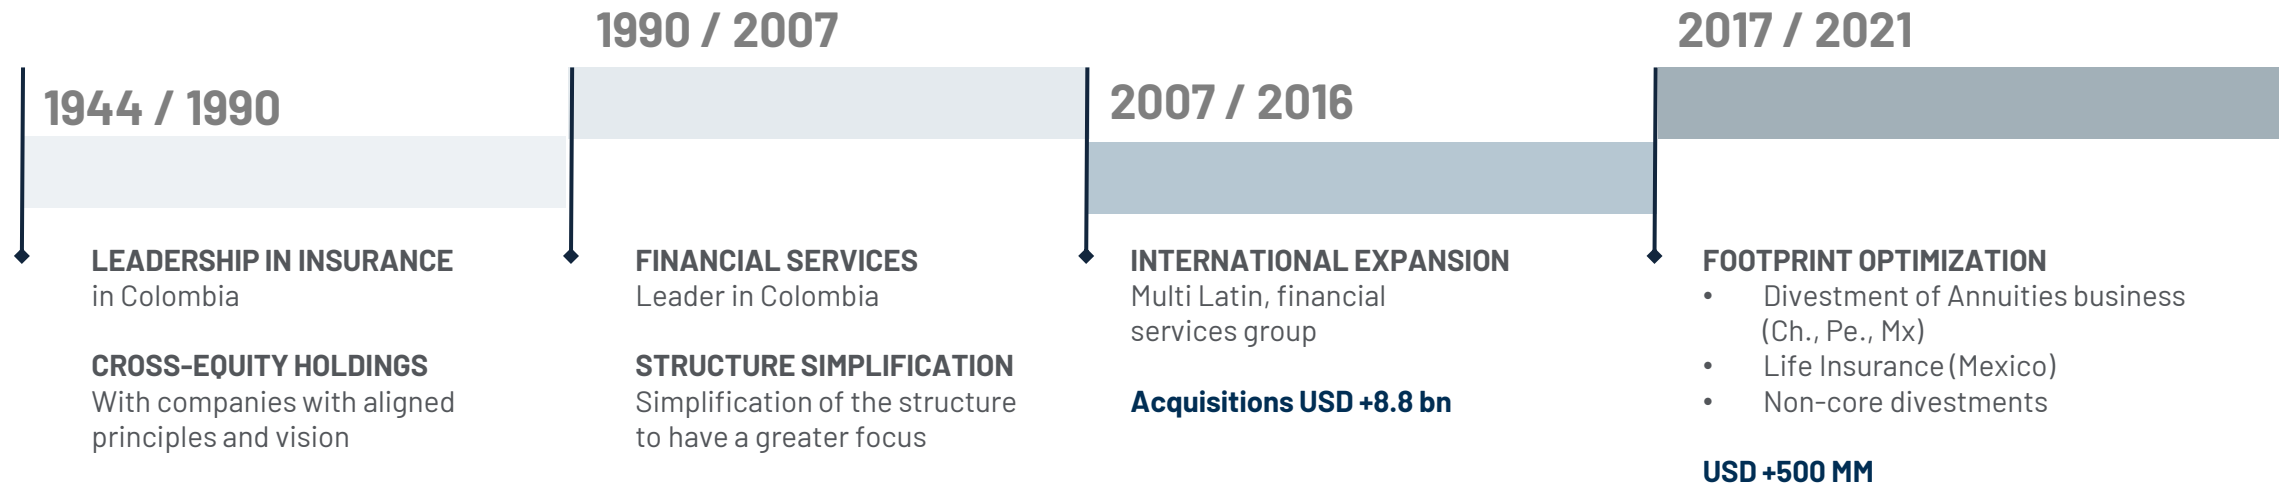 1944 / 1990
LEADERSHIP IN INSURANCE
in Colombia
CROSS-EQUITY HOLDINGS
With companies with aligned
principles and vision
1990 / 2007
FINANCIAL SERVICES
Leader in Colombia
STRUCTURE SIMPLIFICATION
Simplification of the structure
to have a greater focus
2007 / 2016
INTERNATIONAL EXPANSION
Multi Latin, financial
services group
Acquisitions USD +8.8 bn
2017 / 2021
FOOTPRINT OPTIMIZATION
• Divestment of Annuities business
(Ch., Pe., Mx)
• Life Insurance (Mexico)
• Non-core divestments
USD +500 MM